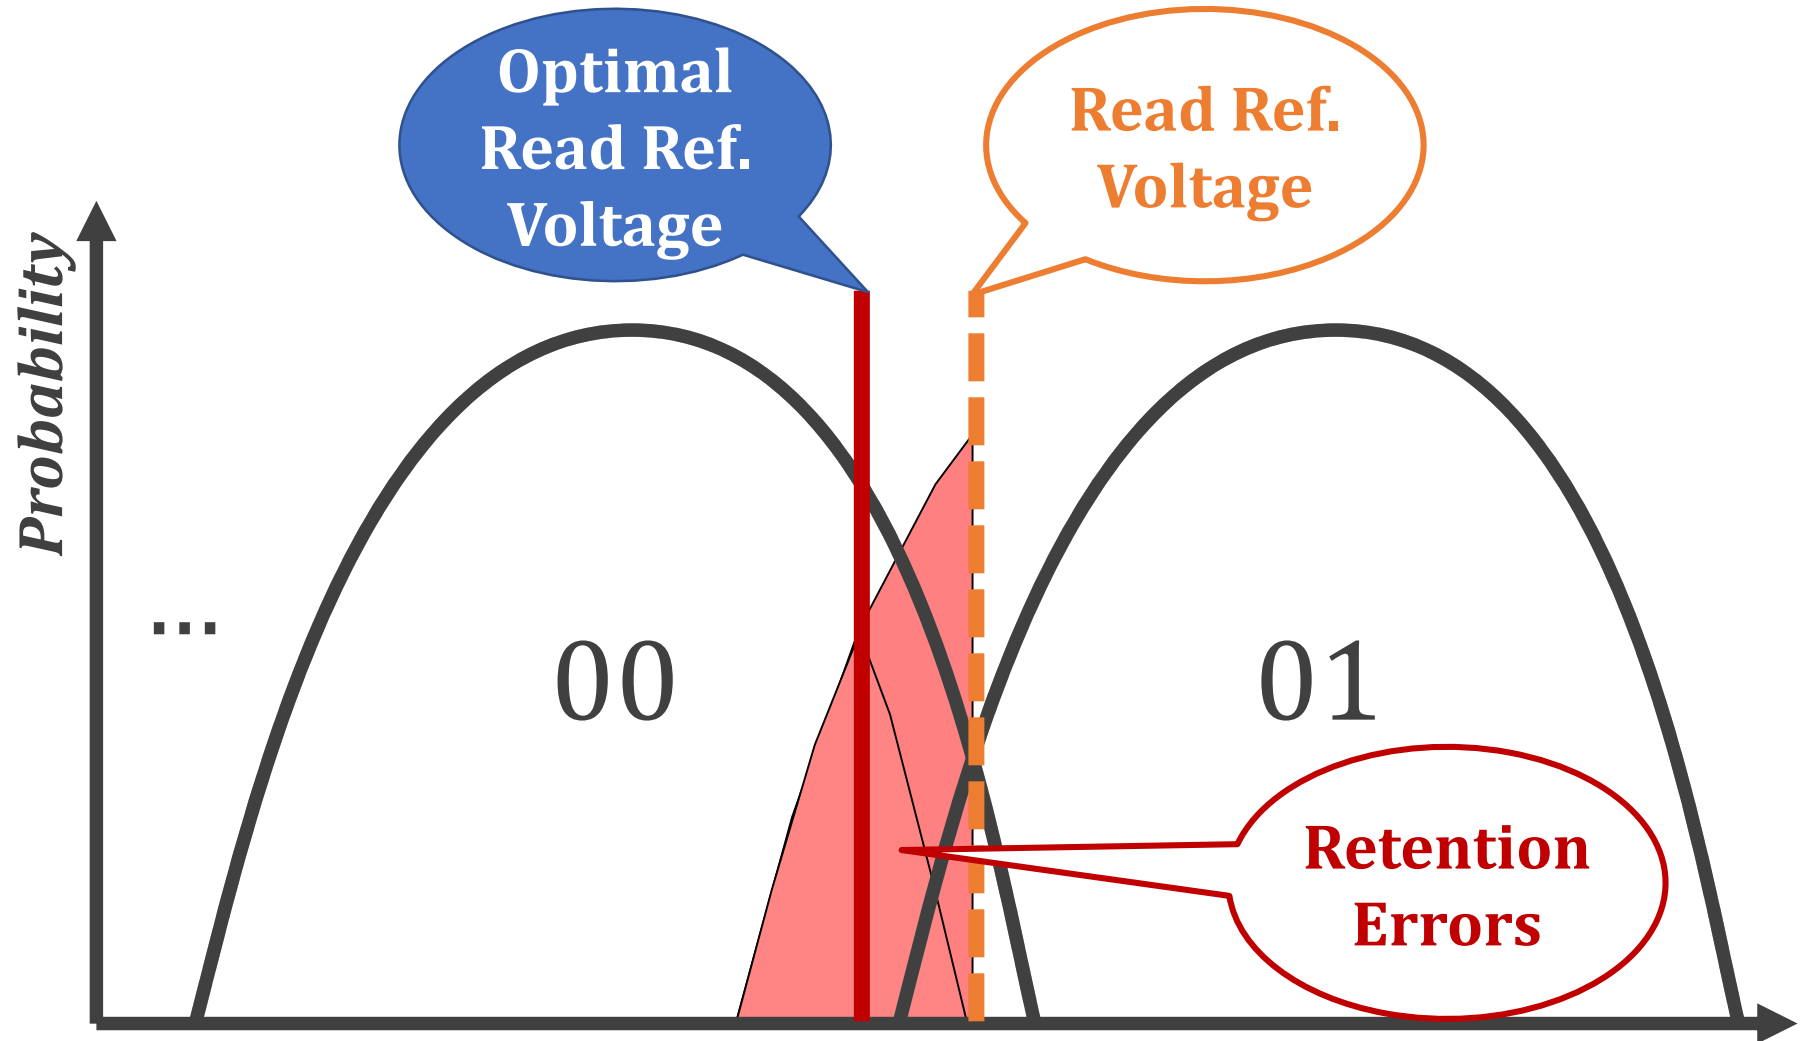 Optimal
Read Ref.
Voltage
Read Ref.
Voltage
Probability
...
00
01
Retention
Errors